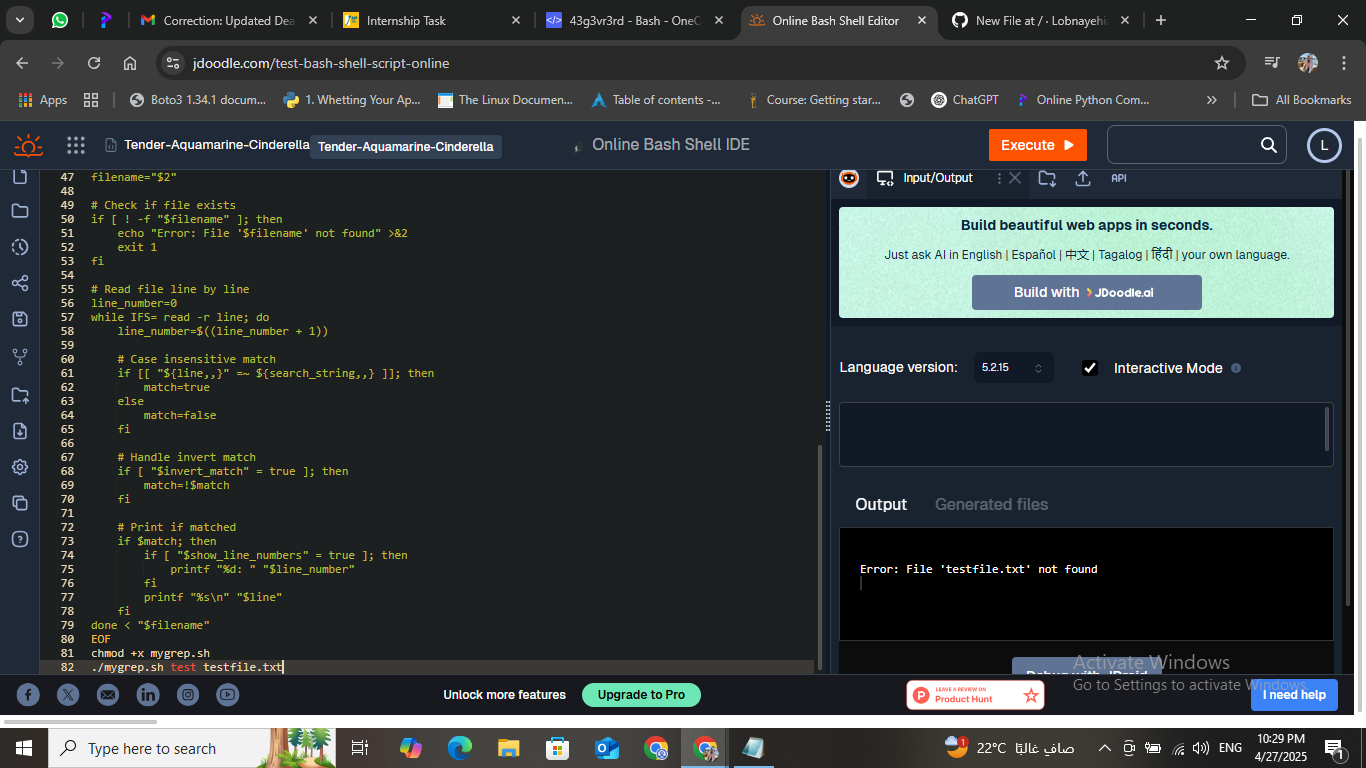 Correction: Updated Dea
Internship Task
43g3vr3rd - Bash - OneC
Online Bash Shell Editor
New File at / · Lobnayehi
jdoodle.com/test-bash-shell-script-online
Apps
Boto3 1.34.1 docum...
1. Whetting Your Ap...
The Linux Documen...
Table of contents -...
Course: Getting star...
ChatGPT
Online Python Com...
»
All Bookmarks
Tender-Aquamarine-Cinderella
Tender-Aquamarine-Cinderella
Online Bash Shell IDE
Execute
L
47 filename="$2"
48
49 # Check if file exists
50 if [ ! -f "$filename" ]; then
51 echo "Error: File '$filename' not found" >&2
52 exit 1
53 fi
54
55 # Read file line by line
56 line_number=0
57 while IFS= read -r line; do
58 line_number=$((line_number + 1))
59
60 # Case insensitive match
61 if [[ "${line,,}" =~ ${search_string,,} ]]; then
62 match=true
63 else
64 match=false
65 fi
66
67 # Handle invert match
68 if [ "$invert_match" = true ]; then
69 match=!$match
70 fi
71
72 # Print if matched
73 if $match; then
74 if [ "$show_line_numbers" = true ]; then
75 printf "%d: " "$line_number"
76 fi
77 printf "%s\n" "$line"
78 fi
79 done < "$filename"
80 EOF
81 chmod +x mygrep.sh
82 ./mygrep.sh test testfile.txt
Input/Output
API
Build beautiful web apps in seconds.
Just ask AI in English | Español | 中文 | Tagalog | हिंदी | your own language.
Build with JDoodle.ai
Language version:
5.2.15
Interactive Mode
Output
Generated files
Error: File 'testfile.txt' not found
Debug with JDroid
Activate Windows
Go to Settings to activate Windows.
Unlock more features
Upgrade to Pro
LEAVE A REVIEW ON
Product Hunt
I need help
Type here to search
1
22°C صافٍ غالبًا
ENG
10:29 PM
4/27/2025
1